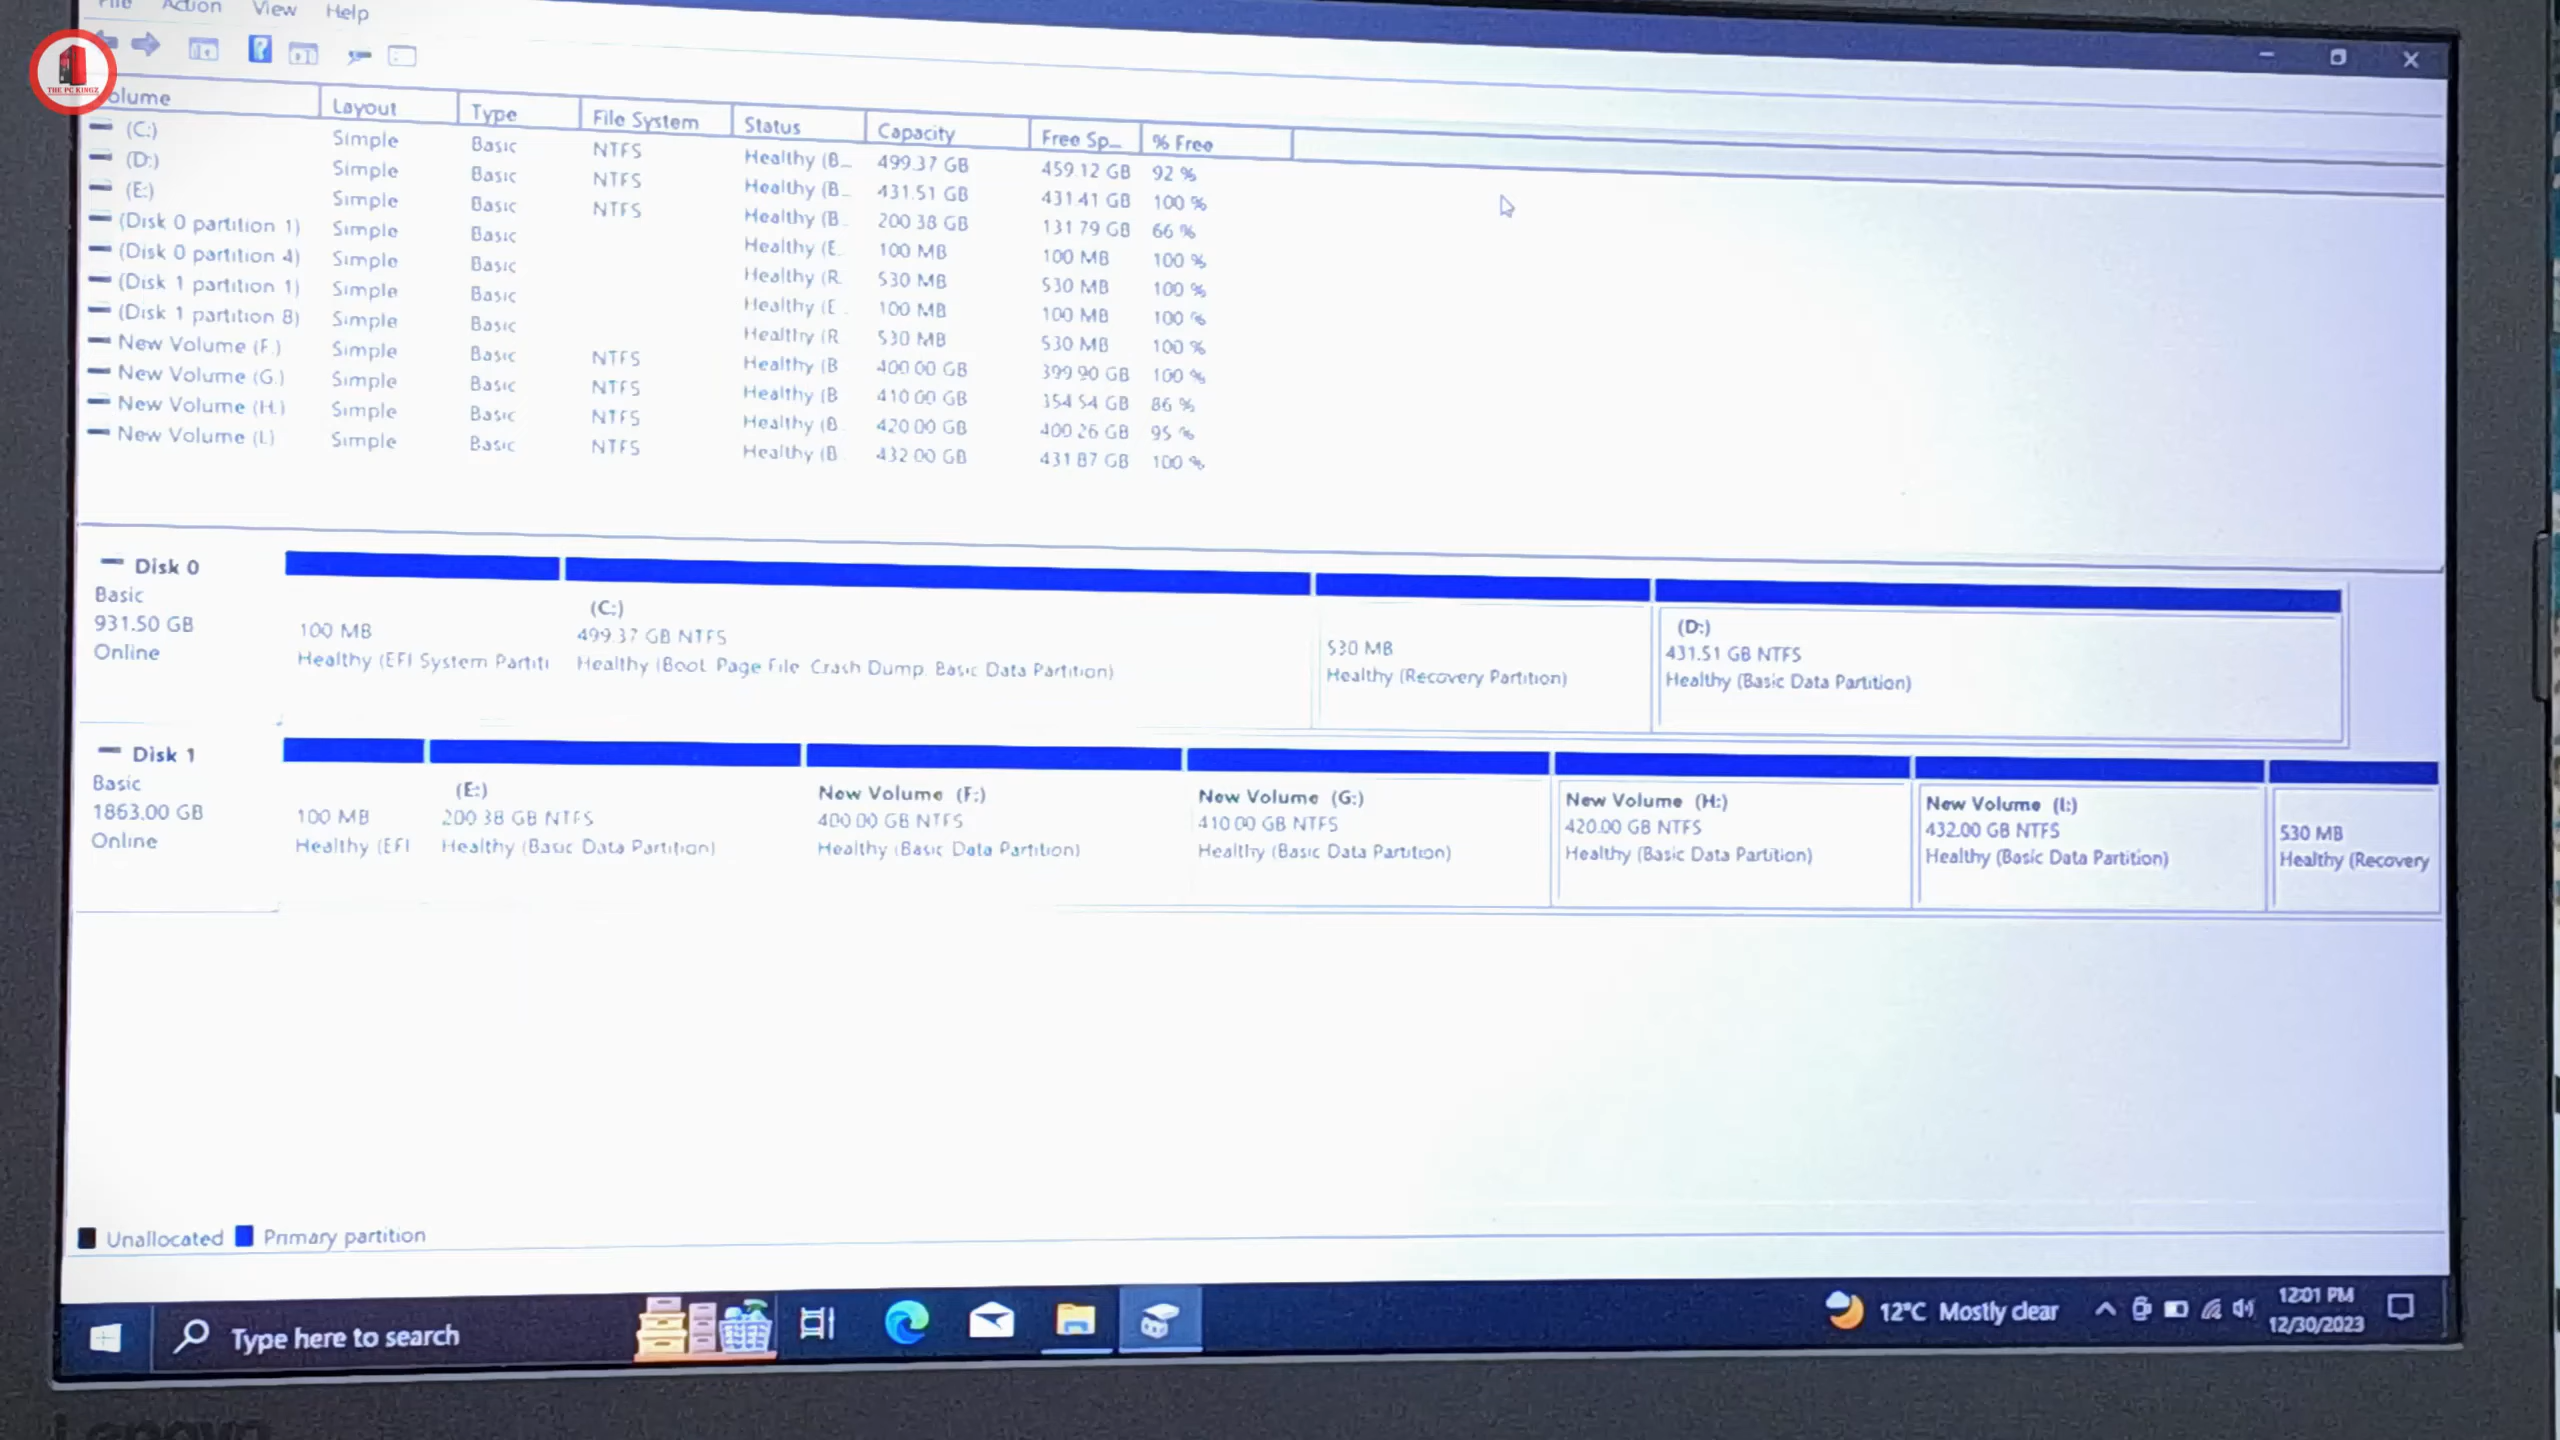 File Action View Help
THE PC KINGZ
Volume Layout Type File System Status Capacity Free Sp... % Free
(C:) Simple Basic NTFS Healthy (B... 499.37 GB 459.12 GB 92 %
(D:) Simple Basic NTFS Healthy (B... 431.51 GB 431.41 GB 100 %
(E:) Simple Basic NTFS Healthy (B... 200.38 GB 131.79 GB 66 %
(Disk 0 partition 1) Simple Basic Healthy (E... 100 MB 100 MB 100 %
(Disk 0 partition 4) Simple Basic Healthy (R... 530 MB 530 MB 100 %
(Disk 1 partition 1) Simple Basic Healthy (E... 100 MB 100 MB 100 %
(Disk 1 partition 8) Simple Basic Healthy (R... 530 MB 530 MB 100 %
New Volume (F:) Simple Basic NTFS Healthy (B... 400.00 GB 399.90 GB 100 %
New Volume (G:) Simple Basic NTFS Healthy (B... 410.00 GB 354.54 GB 86 %
New Volume (H:) Simple Basic NTFS Healthy (B... 420.00 GB 400.26 GB 95 %
New Volume (I:) Simple Basic NTFS Healthy (B... 432.00 GB 431.87 GB 100 %
Disk 0
Basic
931.50 GB
Online
100 MB
Healthy (EFI System Partiti
(C:)
499.37 GB NTFS
Healthy (Boot, Page File, Crash Dump, Basic Data Partition)
530 MB
Healthy (Recovery Partition)
(D:)
431.51 GB NTFS
Healthy (Basic Data Partition)
Disk 1
Basic
1863.00 GB
Online
100 MB
Healthy (EFI
(E:)
200.38 GB NTFS
Healthy (Basic Data Partition)
New Volume (F:)
400.00 GB NTFS
Healthy (Basic Data Partition)
New Volume (G:)
410.00 GB NTFS
Healthy (Basic Data Partition)
New Volume (H:)
420.00 GB NTFS
Healthy (Basic Data Partition)
New Volume (I:)
432.00 GB NTFS
Healthy (Basic Data Partition)
530 MB
Healthy (Recovery
Unallocated Primary partition
Type here to search
12°C Mostly clear
12:01 PM
12/30/2023
Lenovo